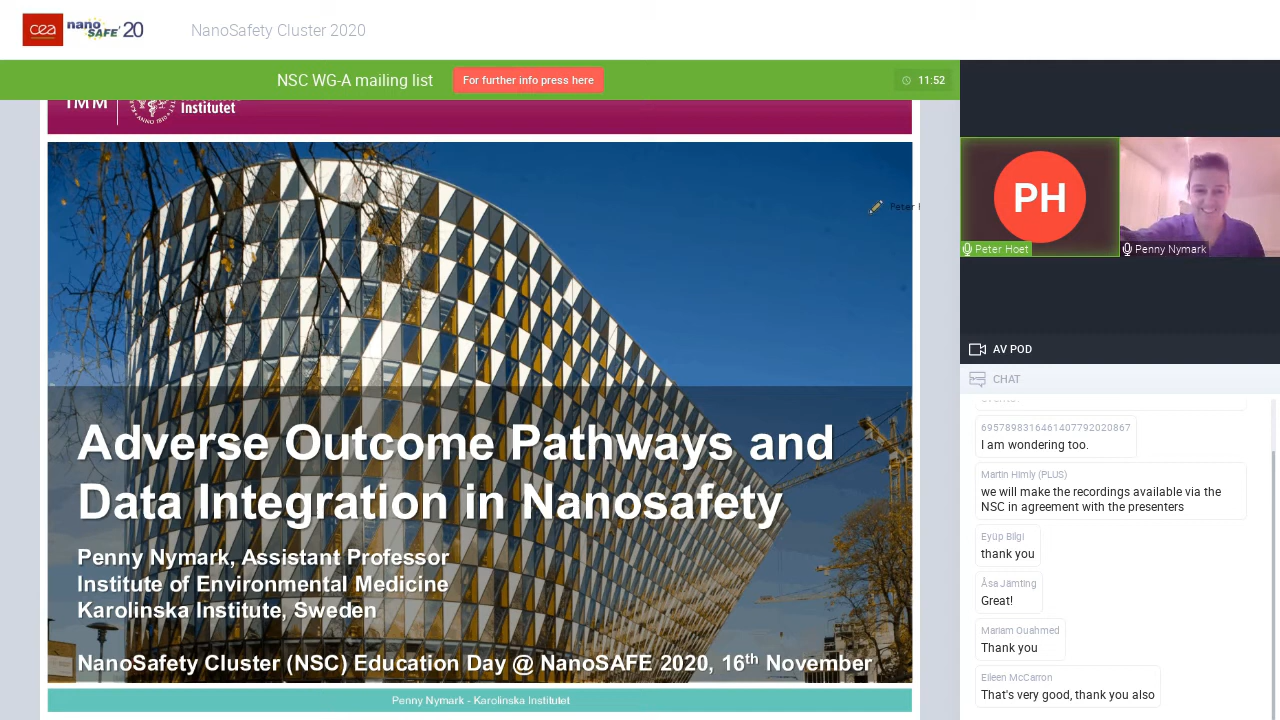 cea
nano SAFE' 20
NanoSafety Cluster 2020
NSC WG-A mailing list
For further info press here
11:52
IMM
Institutet
ANNO 1810
Peter
PH
Peter Hoet
Penny Nymark
Adverse Outcome Pathways and
Data Integration in Nanosafety
Penny Nymark, Assistant Professor
Institute of Environmental Medicine
Karolinska Institute, Sweden
NanoSafety Cluster (NSC) Education Day @ NanoSAFE 2020, 16th November
Penny Nymark - Karolinska Institutet
AV POD
CHAT
6957898316461407792020867
I am wondering too.
Martin Himly (PLUS)
we will make the recordings available via the
NSC in agreement with the presenters
Eyüp Bilgi
thank you
Åsa Jämting
Great!
Mariam Ouahmed
Thank you
Eileen McCarron
That's very good, thank you also